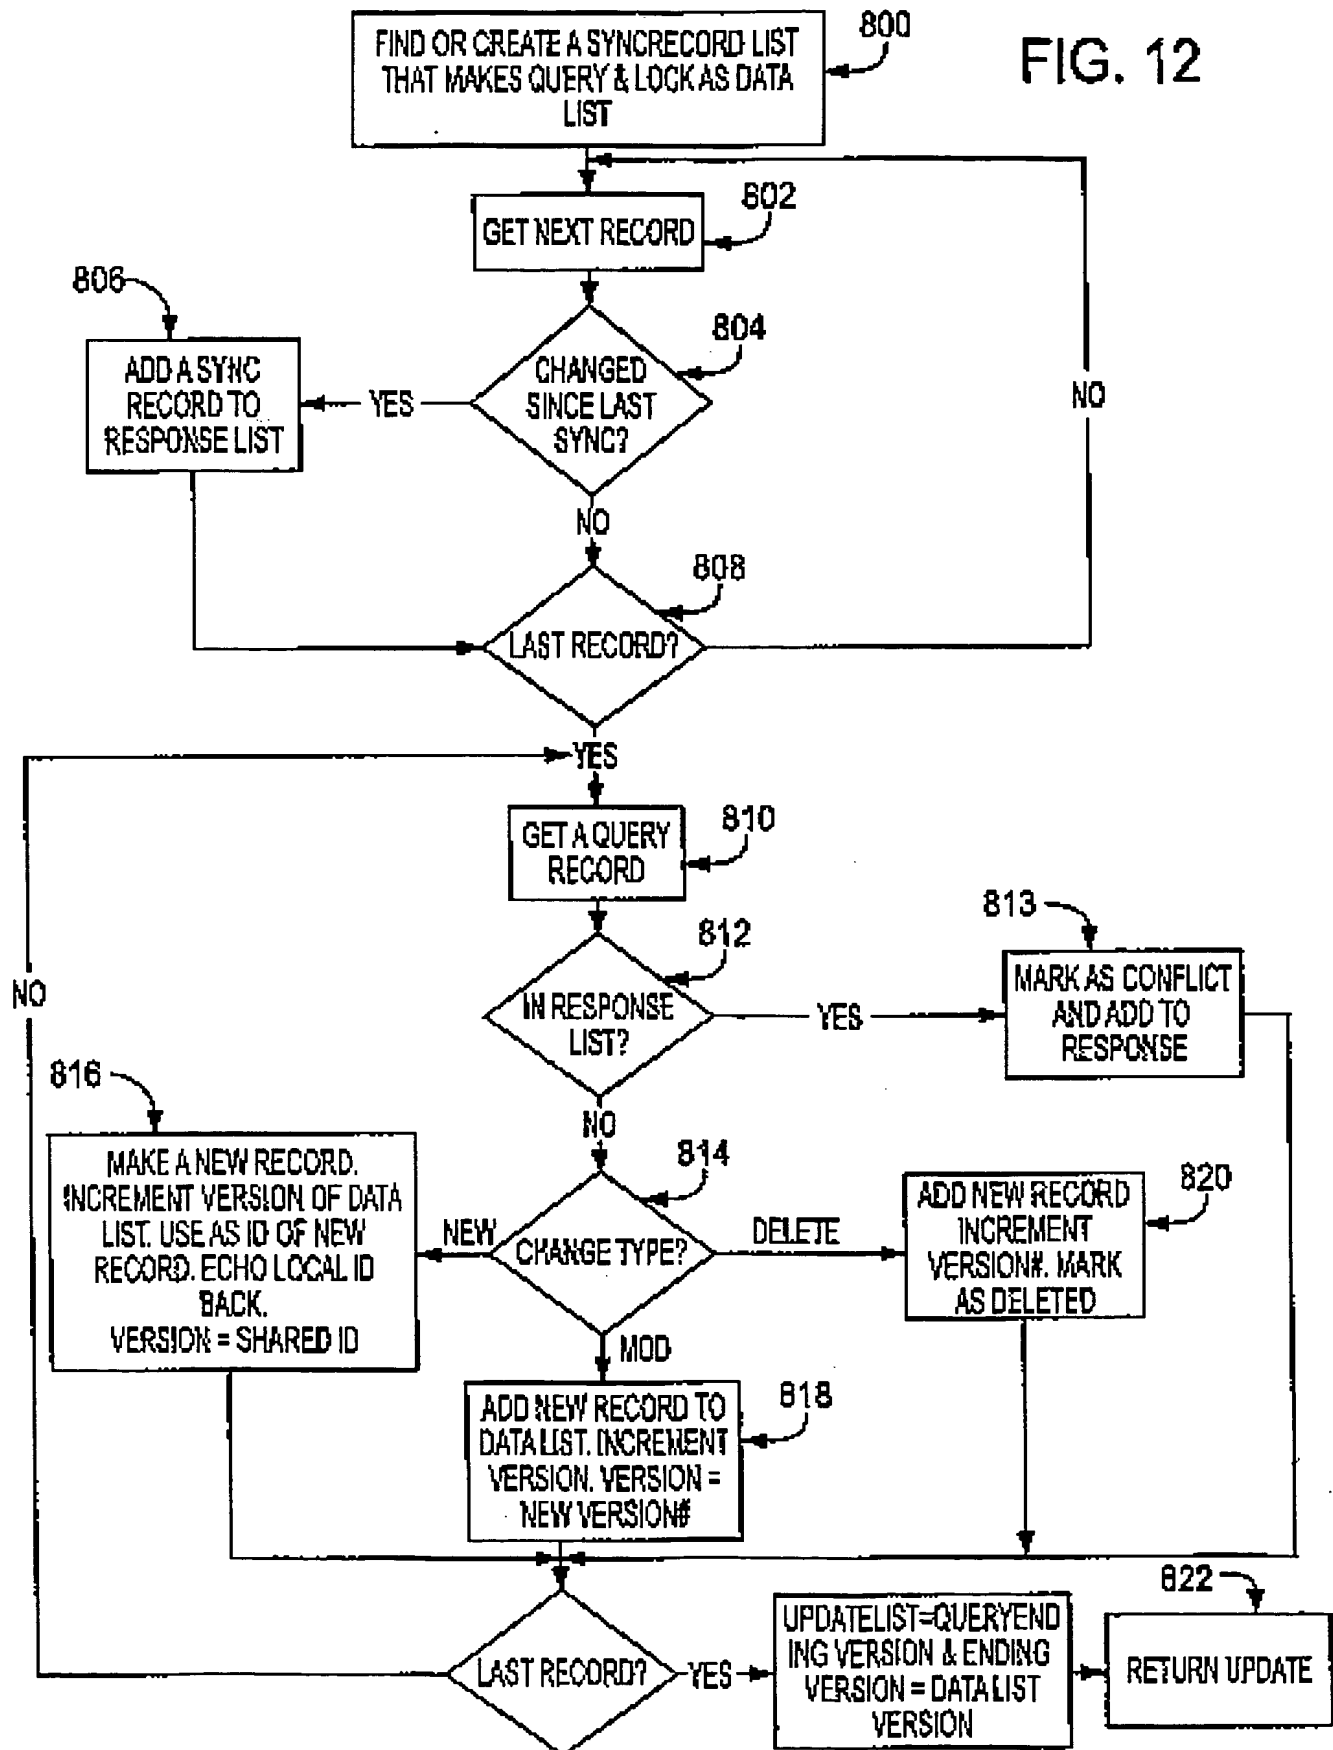 800
FIND OR CREATE A SYNCRECORD LIST
THAT MAKES QUERY & LOCK AS DATA
LIST
FIG. 12
802
GET NEXT RECORD
806
804
ADD A SYNC
RECORD TO
RESPONSE LIST
YES
CHANGED
SINCE LAST
SYNC?
NO
NO
808
LAST RECORD?
YES
810
GET A QUERY
RECORD
813
812
MARK AS CONFLICT
AND ADD TO
RESPONSE
NO
IN RESPONSE
LIST?
YES
816
NO
814
820
MAKE A NEW RECORD.
INCREMENT VERSION OF DATA
LIST. USE AS ID OF NEW
RECORD. ECHO LOCAL ID
BACK.
VERSION = SHARED ID
NEW
CHANGE TYPE?
DELETE
ADD NEW RECORD
INCREMENT
VERSION#. MARK
AS DELETED
MOD
818
ADD NEW RECORD TO
DATA LIST. INCREMENT
VERSION. VERSION =
NEW VERSION#
822
LAST RECORD?
YES
UPDATELIST=QUERYEND
ING VERSION & ENDING
VERSION = DATA LIST
VERSION
RETURN UPDATE